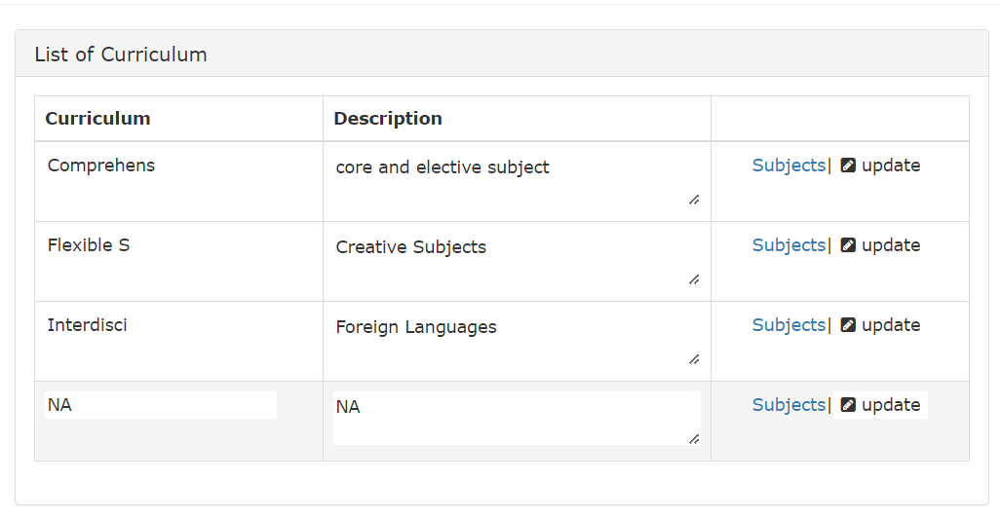 List of Curriculum
Curriculum Description
Comprehens core and elective subject Subjects| update
Flexible S Creative Subjects Subjects| update
Interdisci Foreign Languages Subjects| update
NA NA Subjects| update